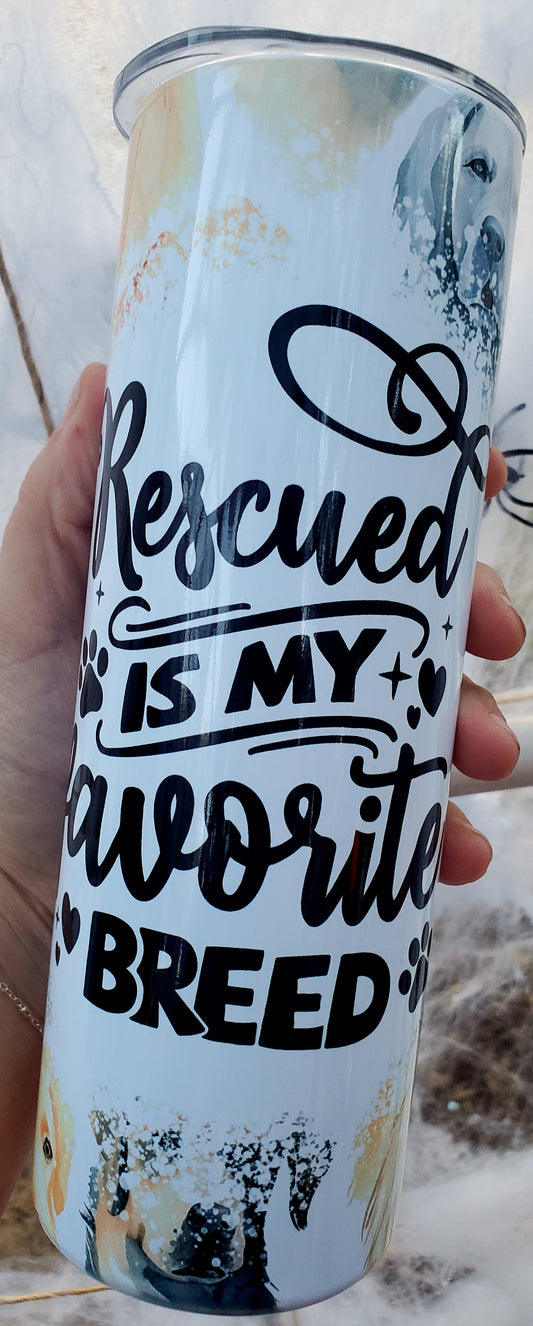 Rescued
IS MY
Favorite
BREED